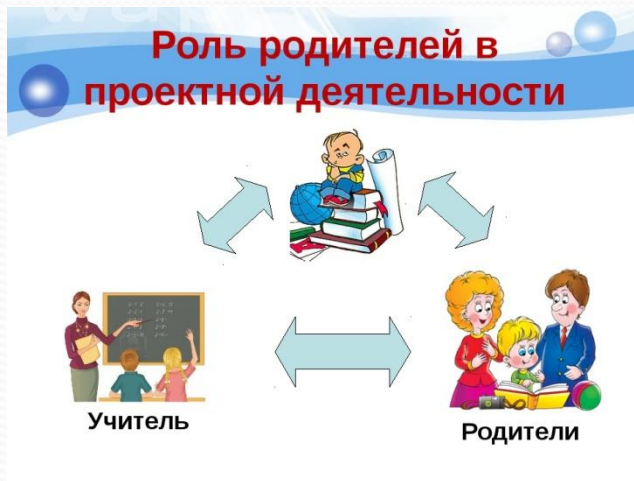 Роль родителей в
проектной деятельности
Учитель
Родители